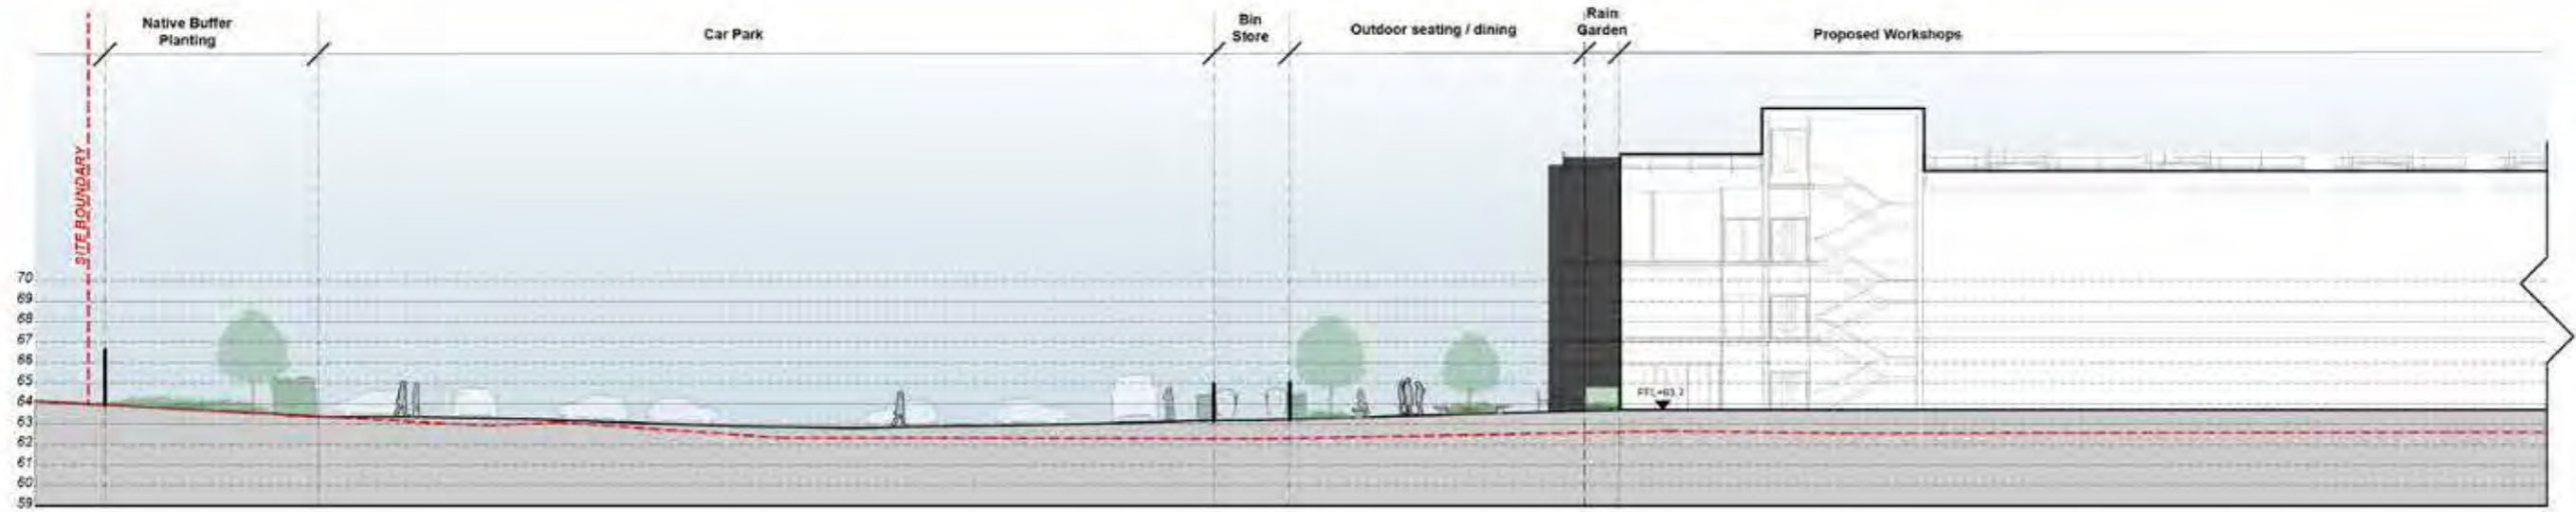 Native Buffer
Planting
Car Park
Bin
Store
Outdoor seating / dining
Rain
Garden
Proposed Workshops
SITE BOUNDARY
70
69
68
67
66
65
64
63
62
61
60
59